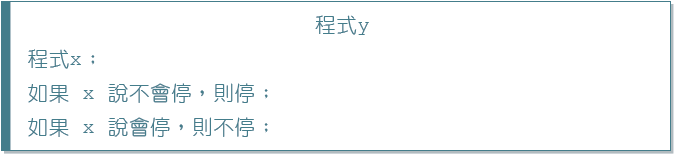 程式y
程式x：
如果 x 說不會停，則停；
如果 x 說會停，則不停；